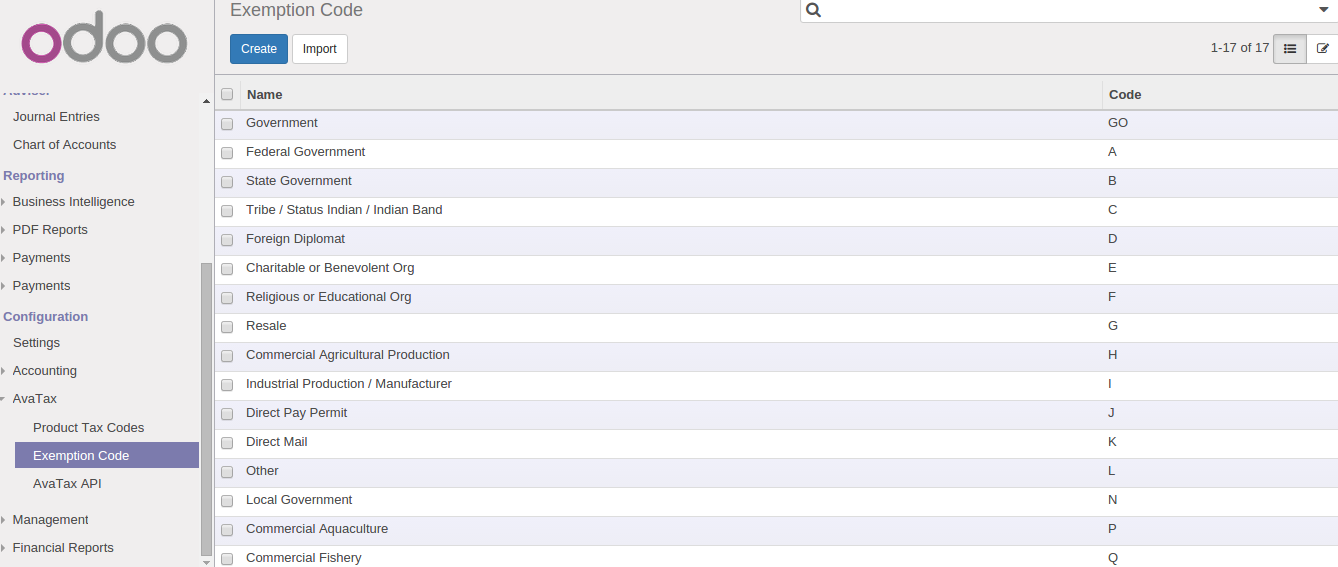 odoo
Adviser
Journal Entries
Chart of Accounts
Reporting
Business Intelligence
PDF Reports
Payments
Payments
Configuration
Settings
Accounting
AvaTax
Product Tax Codes
Exemption Code
AvaTax API
Management
Financial Reports
Exemption Code
Create Import
1-17 of 17
Name Code
Government GO
Federal Government A
State Government B
Tribe / Status Indian / Indian Band C
Foreign Diplomat D
Charitable or Benevolent Org E
Religious or Educational Org F
Resale G
Commercial Agricultural Production H
Industrial Production / Manufacturer I
Direct Pay Permit J
Direct Mail K
Other L
Local Government N
Commercial Aquaculture P
Commercial Fishery Q